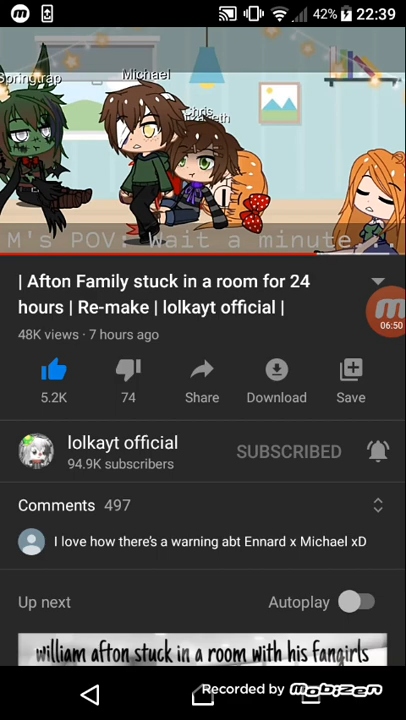 42% 22:39
Springtrap
Michael
Chris
M's POV: Wait a minute...
| Afton Family stuck in a room for 24
hours | Re-make | lolkayt official |
48K views · 7 hours ago
06:50
5.2K
74
Share
Download
Save
lolkayt official
94.9K subscribers
SUBSCRIBED
Comments 497
I love how there's a warning abt Ennard x Michael xD
Up next
Autoplay
william afton stuck in a room with his fangirls
Recorded by MOBIZEN